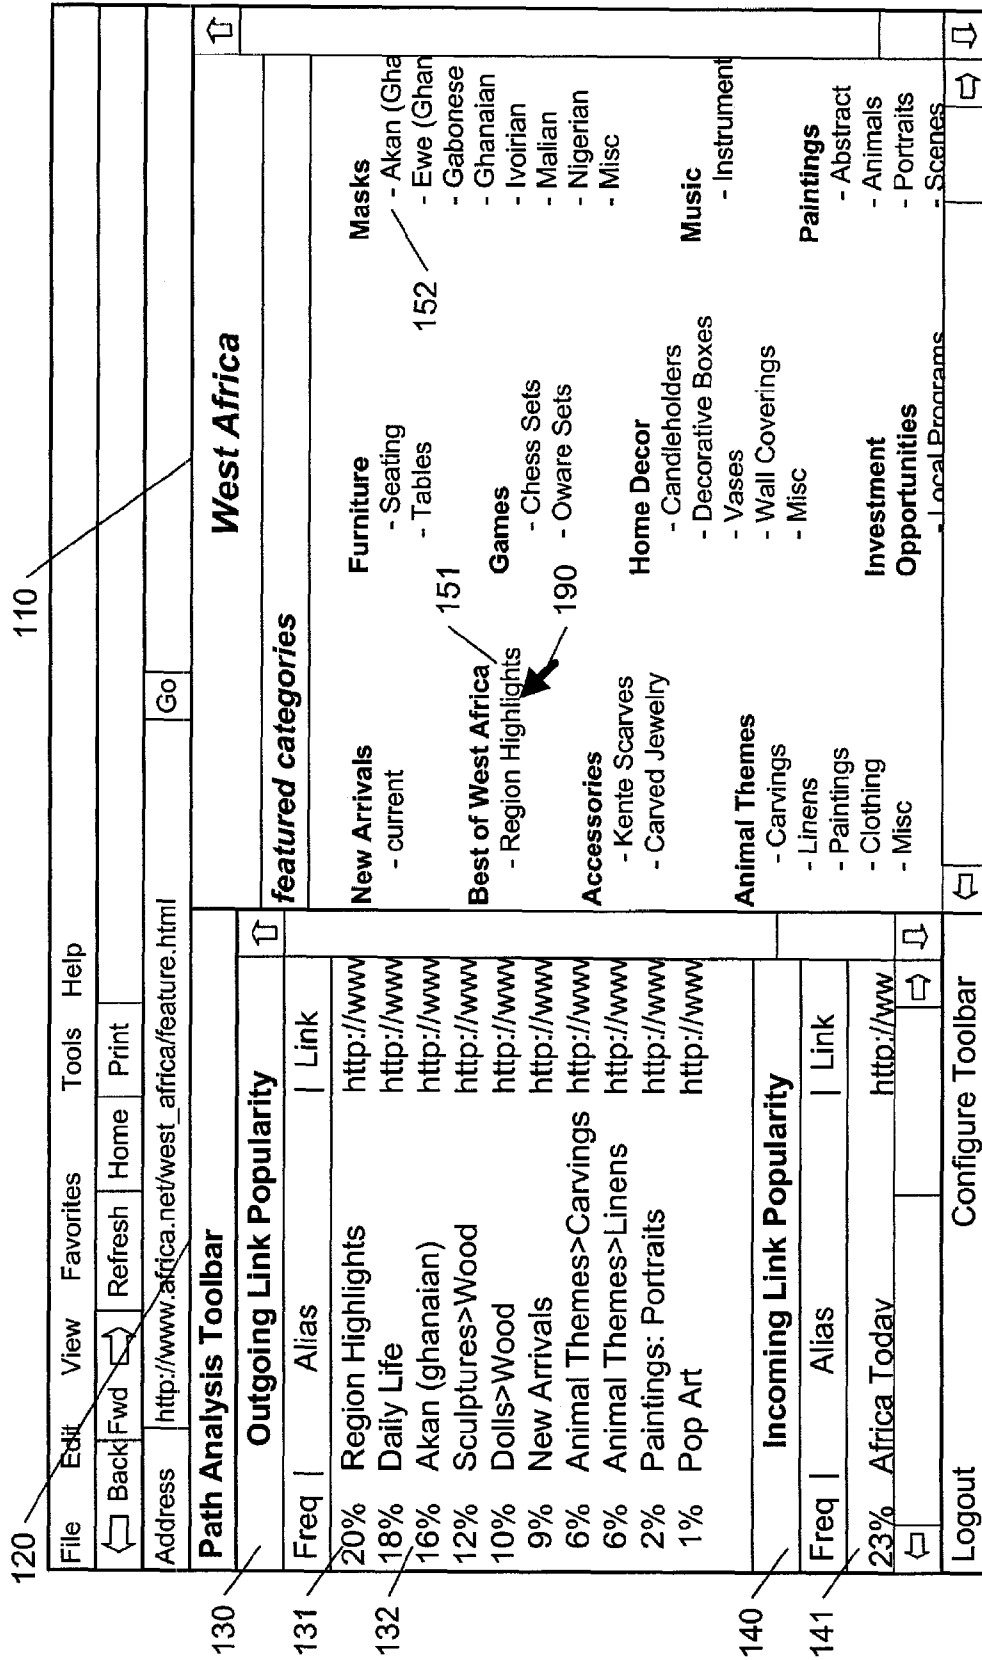 110
120
File Edit View Favorites Tools Help
Back Fwd Refresh Home Print
Address http://www.africa.net/west_africa/feature.html Go
Path Analysis Toolbar
130
Outgoing Link Popularity
Freq | Alias | Link
131
20% Region Highlights http://www
18% Daily Life http://www
132
16% Akan (ghanaian) http://www
12% Sculptures>Wood http://www
10% Dolls>Wood http://www
9% New Arrivals http://www
6% Animal Themes>Carvings http://www
6% Animal Themes>Linens http://www
2% Paintings: Portraits http://www
1% Pop Art http://www
140
Incoming Link Popularity
Freq | Alias | Link
141
23% Africa Today http://ww
Logout Configure Toolbar
West Africa
featured categories
New Arrivals
- current
Best of West Africa
- Region Highlights
151
190
Accessories
- Kente Scarves
- Carved Jewelry
Animal Themes
- Carvings
- Linens
- Paintings
- Clothing
- Misc
Furniture
- Seating
- Tables
Games
- Chess Sets
- Oware Sets
Home Decor
- Candleholders
- Decorative Boxes
- Vases
- Wall Coverings
- Misc
Investment
Opportunities
- Local Programs
Masks
- Akan (Gha
- Ewe (Ghan
- Gabonese
- Ghanaian
- Ivoirian
- Malian
- Nigerian
- Misc
152
Music
- Instrument
Paintings
- Abstract
- Animals
- Portraits
- Scenes